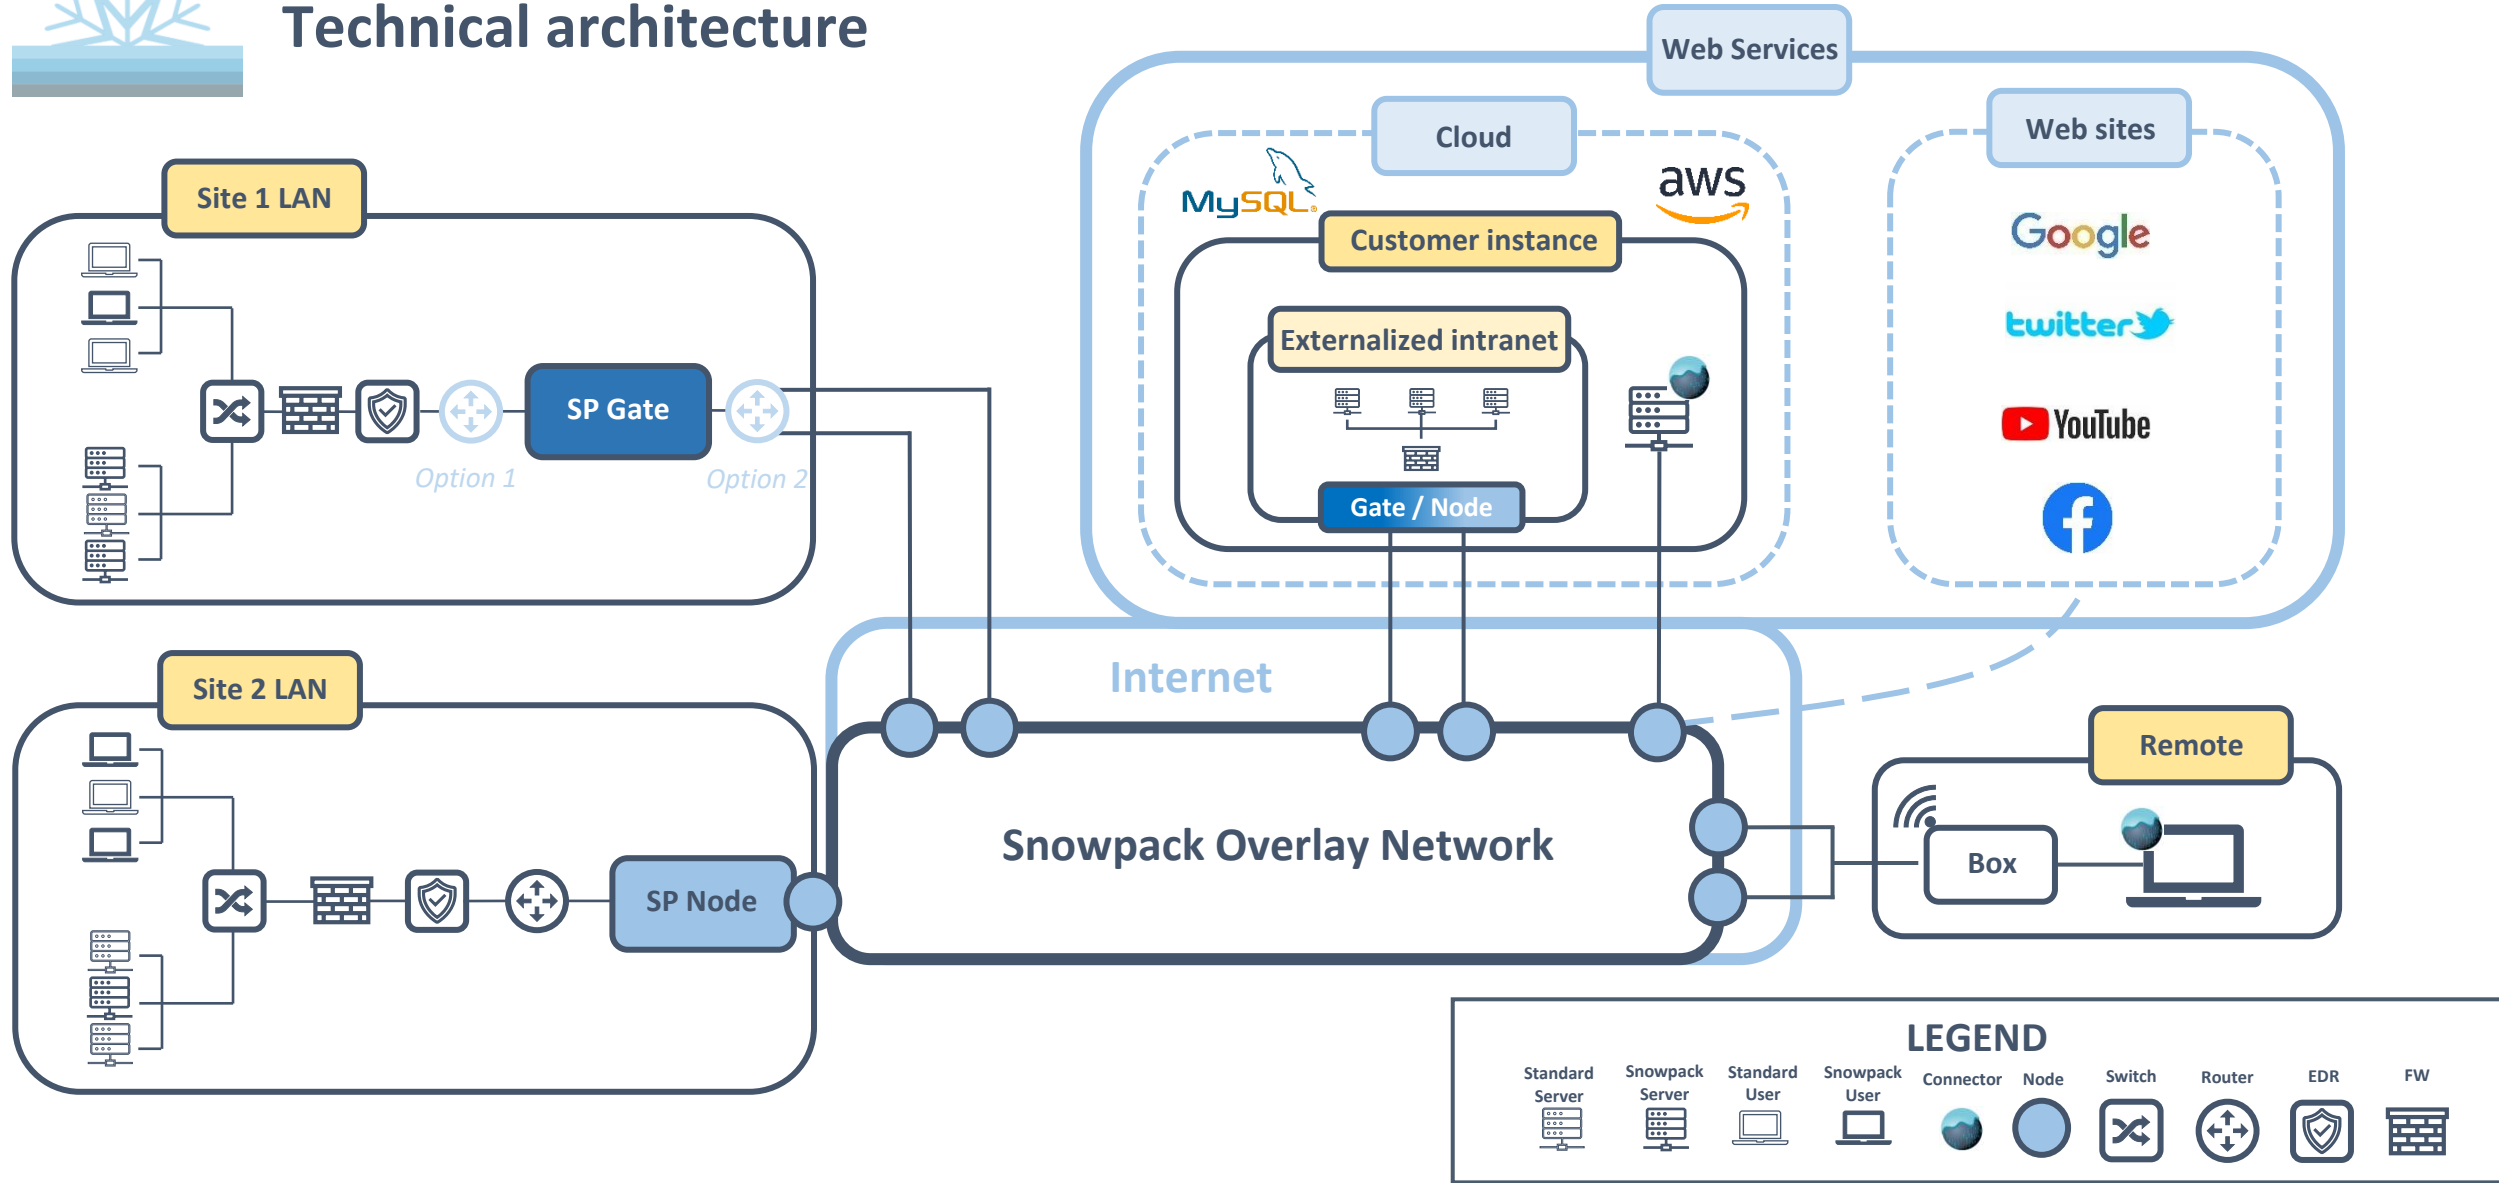 Technical architecture
Web Services
Cloud
Web sites
MySQL®
aws
Site 1 LAN
Customer instance
Google
Externalized intranet
twitter
SP Gate
YouTube
Option 1
Option 2
Gate / Node
Internet
Site 2 LAN
Remote
Snowpack Overlay Network
Box
SP Node
LEGEND
Standard
Server
Snowpack
Server
Standard
User
Snowpack
User
Connector
Node
Switch
Router
EDR
FW